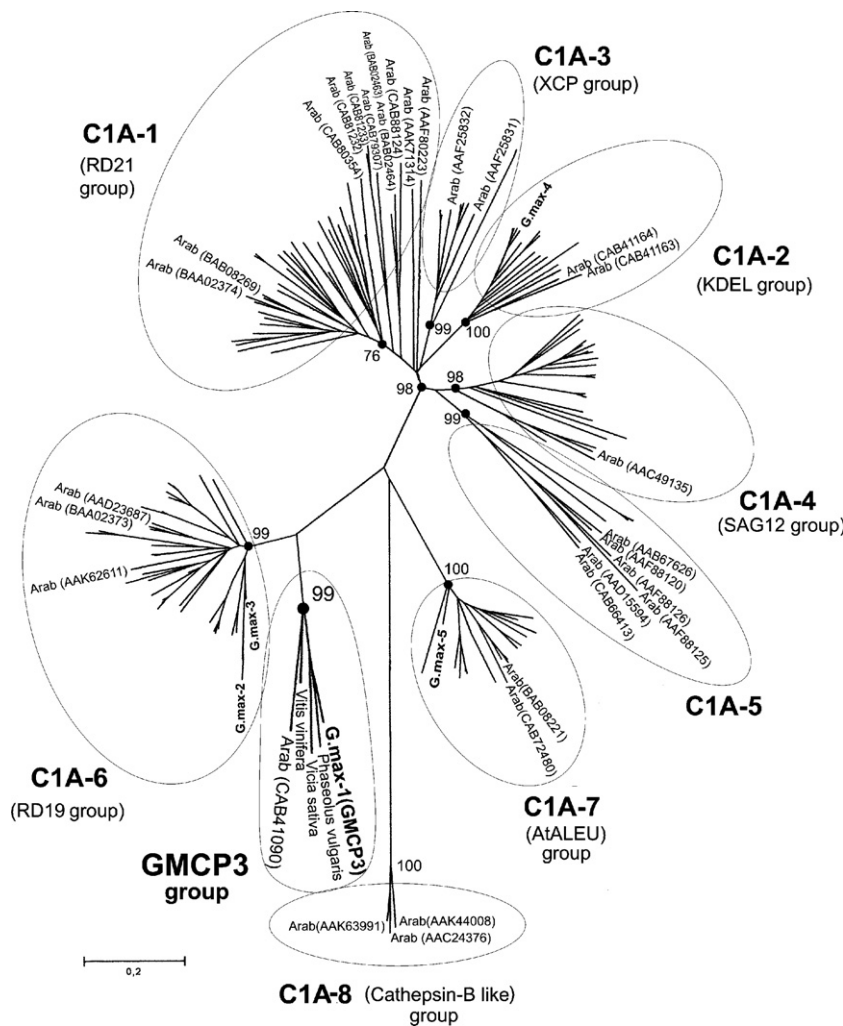 C1A-3
(XCP group)
C1A-1
(RD21
group)
Arab (CAB80354)
Arab (CAB81232)
Arab (CAB81233)
Arab (CAB79307)
Arab (BAB02463)
Arab (BAB02464)
Arab (CAB88124)
Arab (AAK71314)
Arab (AAF80223)
Arab (AAF25832)
Arab (AAF25831)
G.max-4
Arab (CAB41164)
Arab (CAB41163)
C1A-2
(KDEL group)
Arab (BAB08269)
Arab (BAA02374)
76
99
100
98
98
99
Arab (AAC49135)
C1A-4
(SAG12 group)
Arab (AAB67626)
Arab (AAF88120)
Arab (AAF88126)
Arab (AAF88125)
Arab (AAD15594)
Arab (CAB66413)
C1A-5
Arab (AAD23687)
Arab (BAA02373)
Arab (AAK62611)
99
G.max-3
G.max-2
C1A-6
(RD19 group)
99
Arab (CAB41090)
Vitis vinifera
Vicia sativa
Phaseolus vulgaris
G.max-1(GMCP3)
GMCP3
group
100
G.max-5
Arab(BAB08221)
Arab(CAB72480)
C1A-7
(AtALEU)
group
100
Arab(AAK63991)
Arab(AAK44008)
Arab (AAC24376)
0,2
C1A-8 (Cathepsin-B like)
group